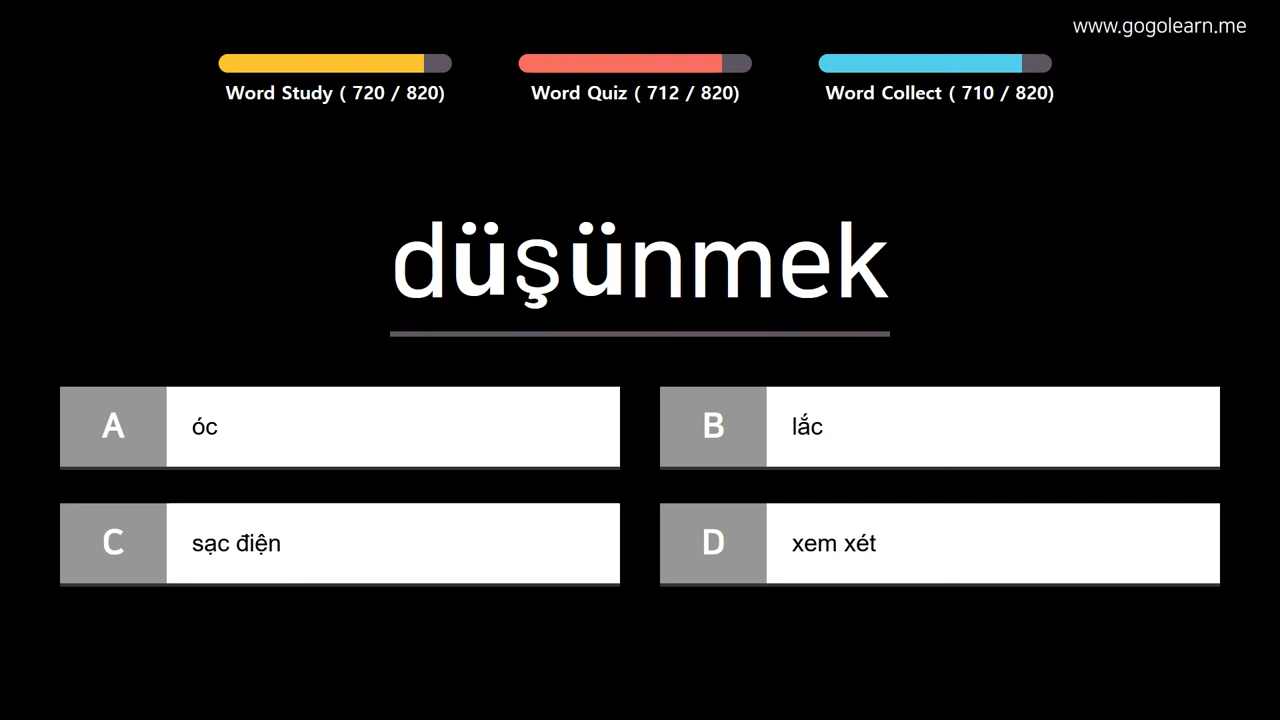 www.gogolearn.me
Word Study ( 720 / 820)
Word Quiz ( 712 / 820)
Word Collect ( 710 / 820)
düşünmek
A
óc
B
lắc
C
sạc điện
D
xem xét